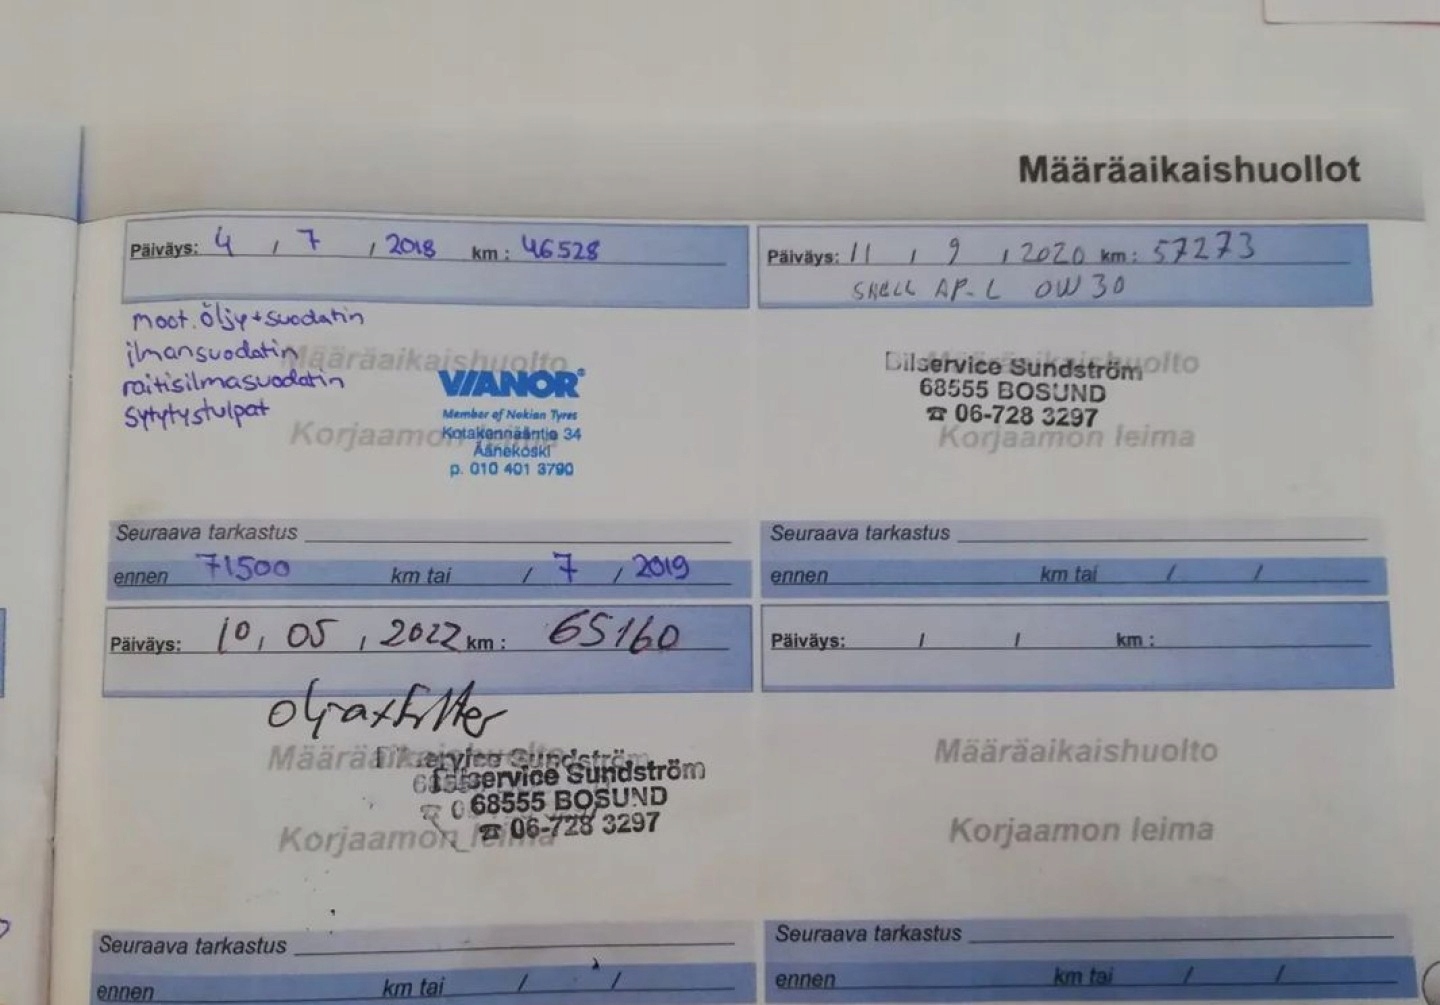 Määräaikaishuollot
Päiväys: 4 / 7 / 2018 km: 46528
moot. öljy + suodatin
ilmansuodatin
raitisilmasuodatin
sytytystulpat
Määräaikaishuolto
Korjaamon leima
VIANOR
Member of Nokian Tyres
Kotakennääntie 34
Äänekoski
p. 010 401 3790
Seuraava tarkastus
ennen 71500 km tai / 7 / 2019
Päiväys: 11 / 9 / 2020 km: 57273
SHELL AP-L 0W30
Määräaikaishuolto
Korjaamon leima
Bilservice Sundström
68555 BOSUND
☎ 06-728 3297
Seuraava tarkastus
ennen km tai / /
Päiväys: 10 / 05 / 2022 km: 65160
olja+filter
Määräaikaishuolto
Korjaamon leima
Bilservice Sundström
68555 BOSUND
☎ 06-728 3297
Seuraava tarkastus
ennen km tai / /
Päiväys: / / km:
Määräaikaishuolto
Korjaamon leima
Seuraava tarkastus
ennen km tai / /